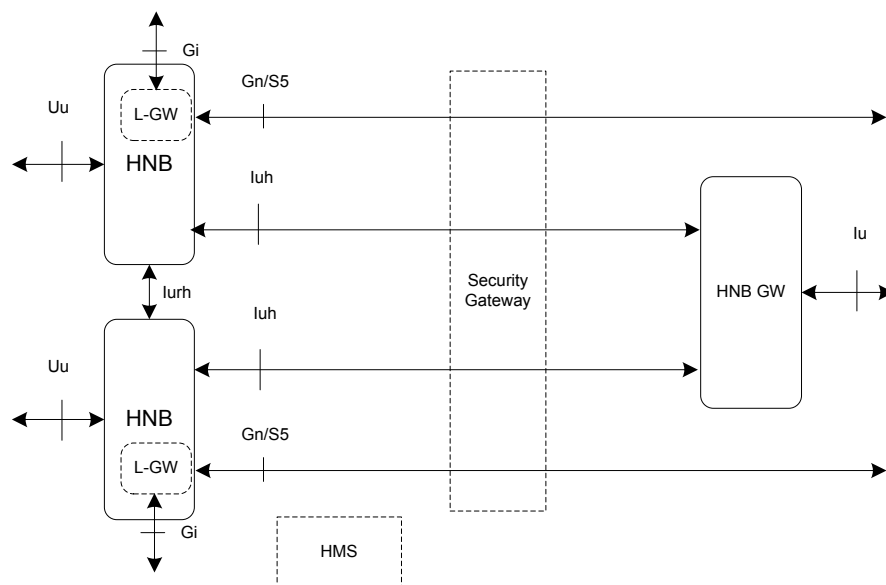 Gi
Gn/S5
Uu
L-GW
HNB
Iuh
Iu
Security
Gateway
HNB GW
Iurh
Iuh
Uu
HNB
Gn/S5
L-GW
Gi
HMS